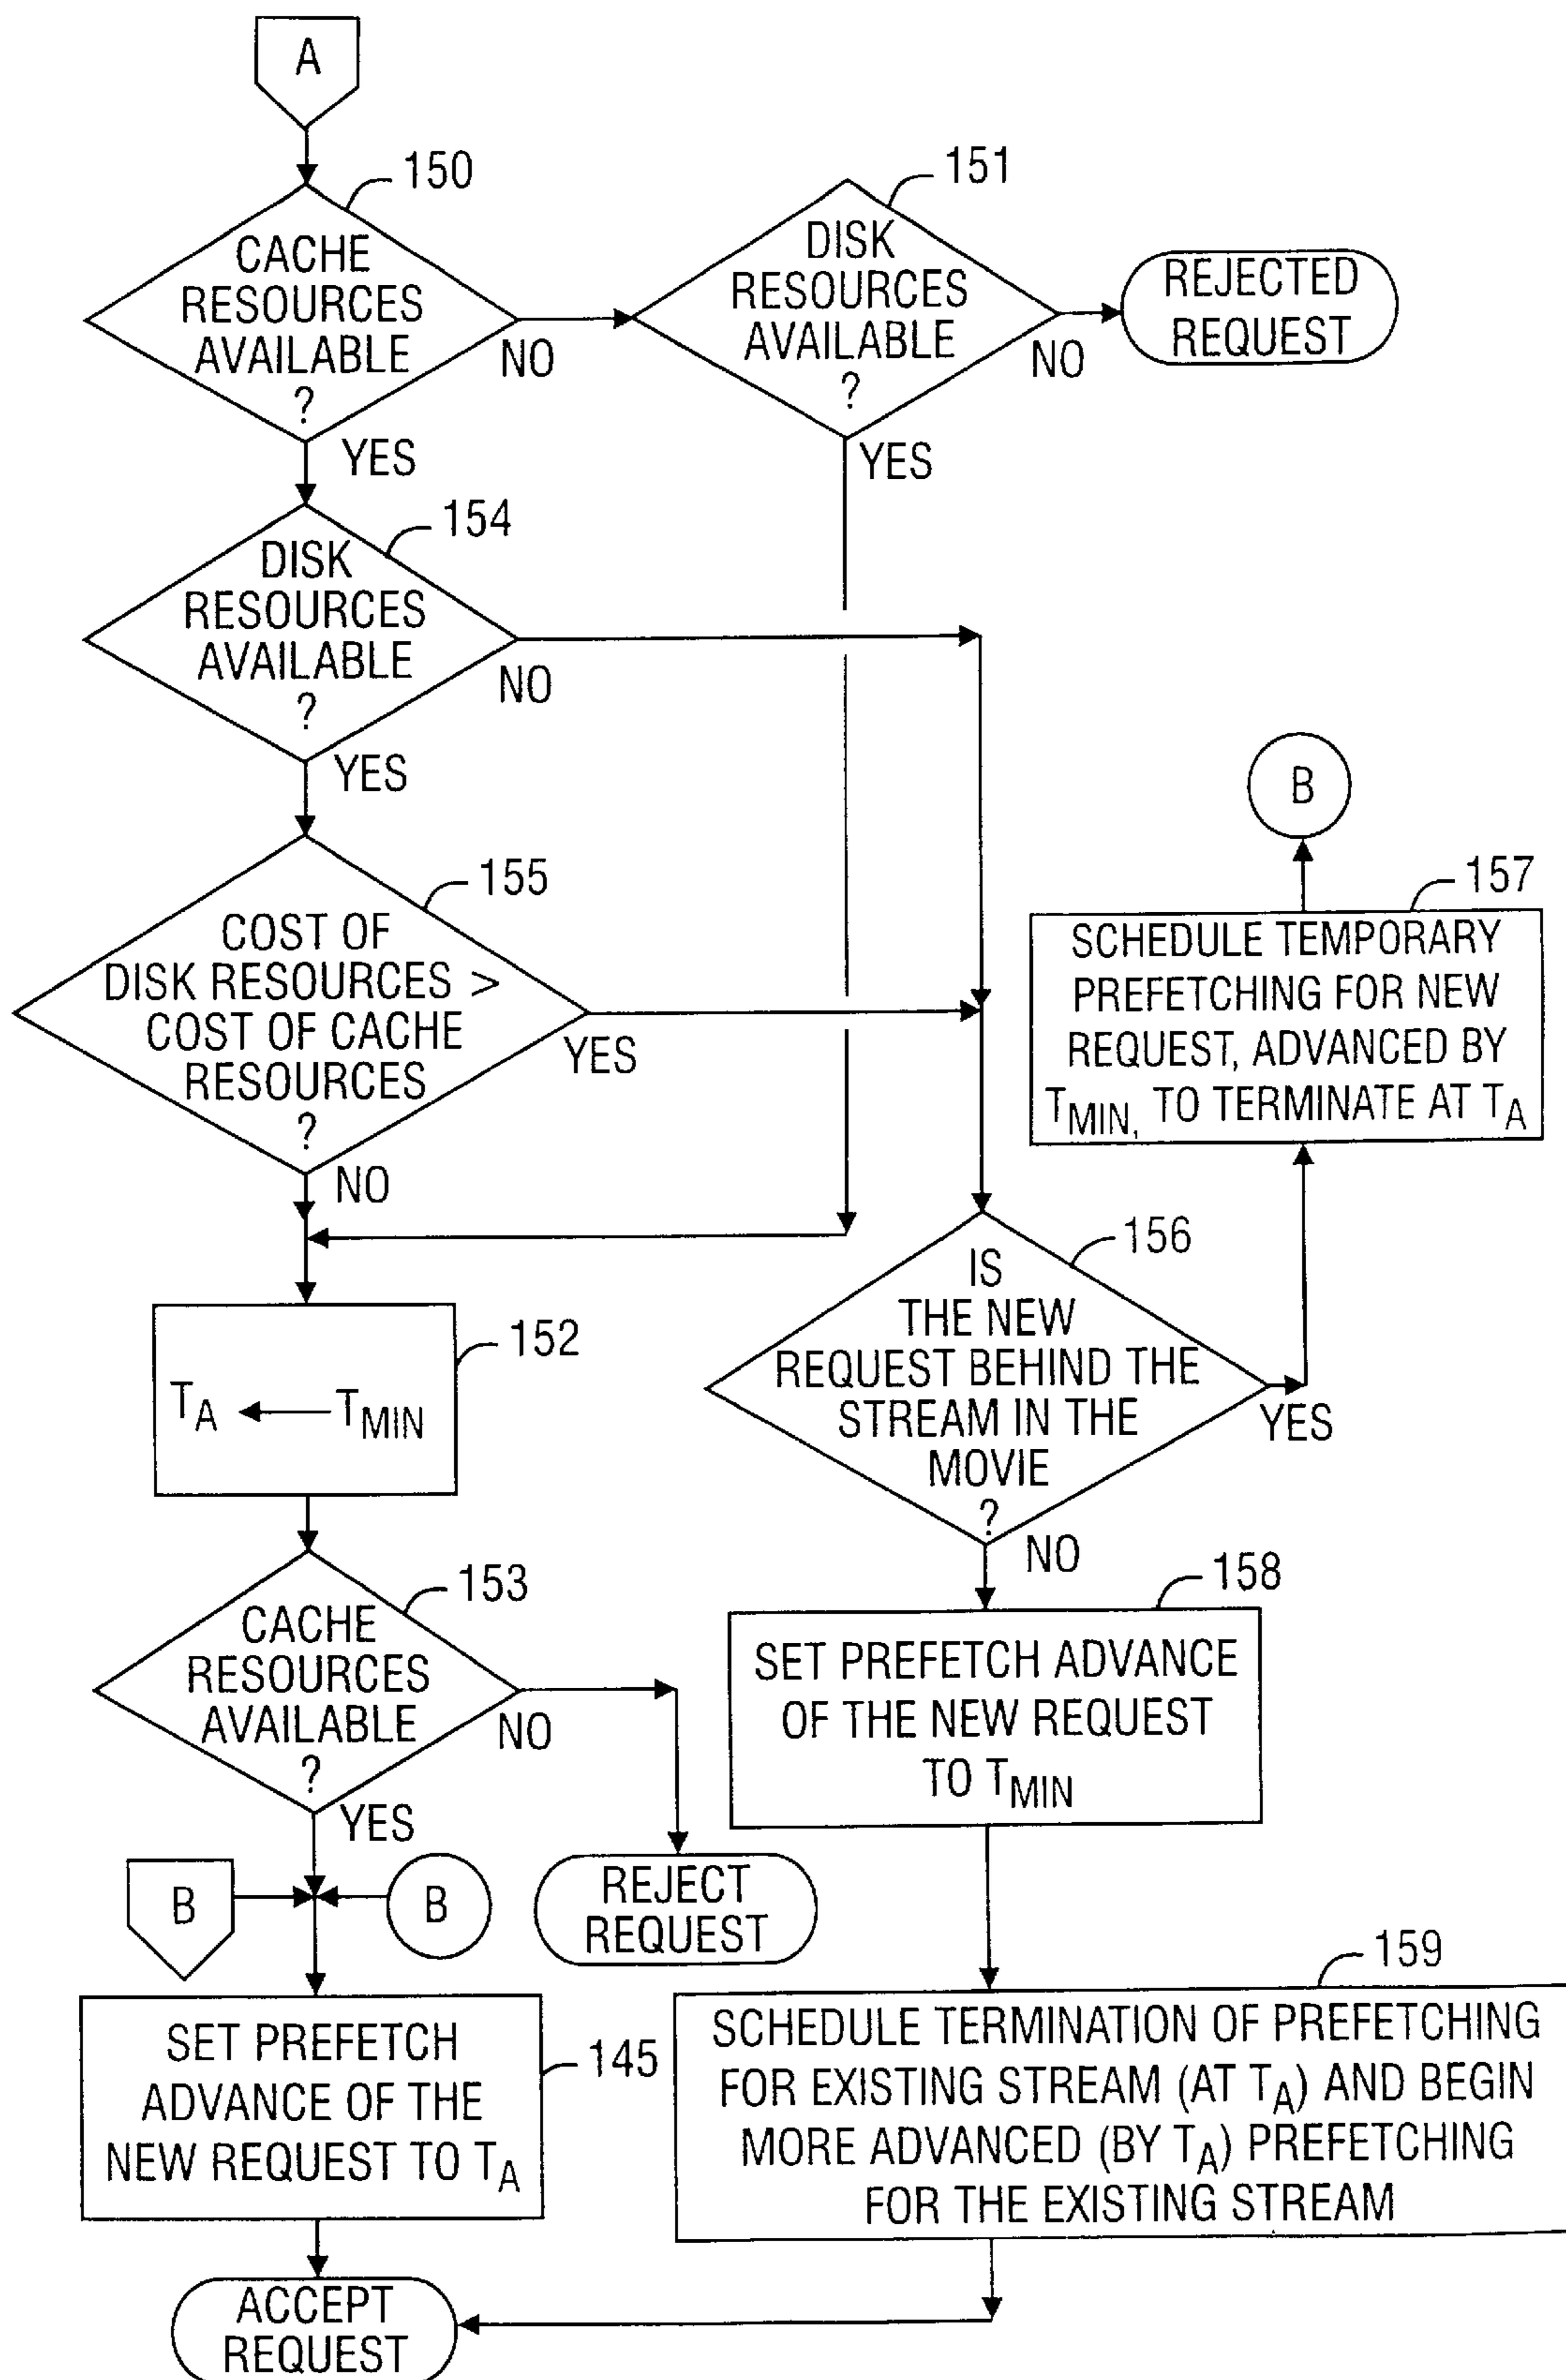 A
150
CACHE
RESOURCES
AVAILABLE
?
NO
YES
151
DISK
RESOURCES
AVAILABLE
?
NO
YES
REJECTED
REQUEST
154
DISK
RESOURCES
AVAILABLE
?
NO
YES
155
COST OF
DISK RESOURCES >
COST OF CACHE
RESOURCES
?
YES
NO
B
157
SCHEDULE TEMPORARY
PREFETCHING FOR NEW
REQUEST, ADVANCED BY
TMIN, TO TERMINATE AT TA
156
IS
THE NEW
REQUEST BEHIND THE
STREAM IN THE
MOVIE
?
YES
NO
152
TA ← TMIN
153
CACHE
RESOURCES
AVAILABLE
?
NO
YES
158
SET PREFETCH ADVANCE
OF THE NEW REQUEST
TO TMIN
B
B
REJECT
REQUEST
145
SET PREFETCH
ADVANCE OF THE
NEW REQUEST TO TA
159
SCHEDULE TERMINATION OF PREFETCHING
FOR EXISTING STREAM (AT TA) AND BEGIN
MORE ADVANCED (BY TA) PREFETCHING
FOR THE EXISTING STREAM
ACCEPT
REQUEST